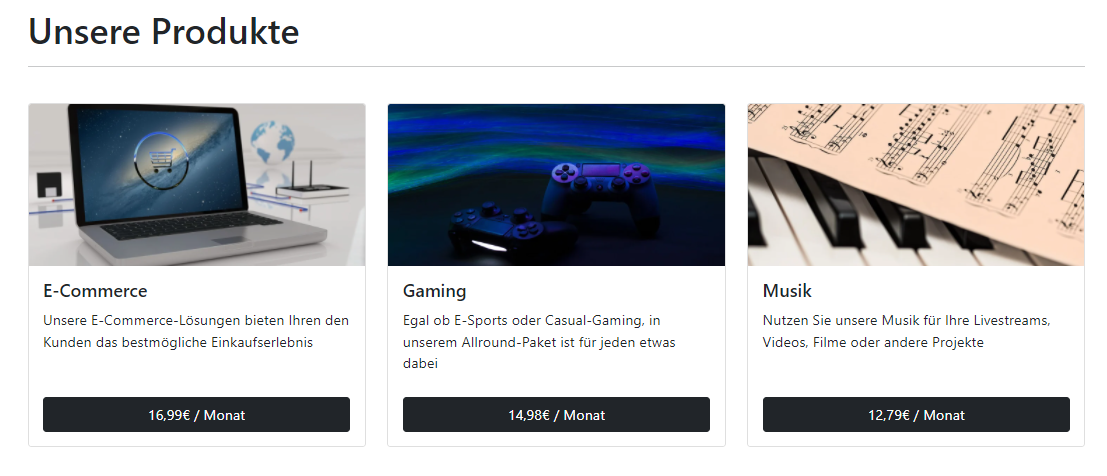 Unsere Produkte
E-Commerce
Unsere E-Commerce-Lösungen bieten Ihren den
Kunden das bestmögliche Einkaufserlebnis
16,99€ / Monat
Gaming
Egal ob E-Sports oder Casual-Gaming, in
unserem Allround-Paket ist für jeden etwas
dabei
14,98€ / Monat
Musik
Nutzen Sie unsere Musik für Ihre Livestreams,
Videos, Filme oder andere Projekte
12,79€ / Monat